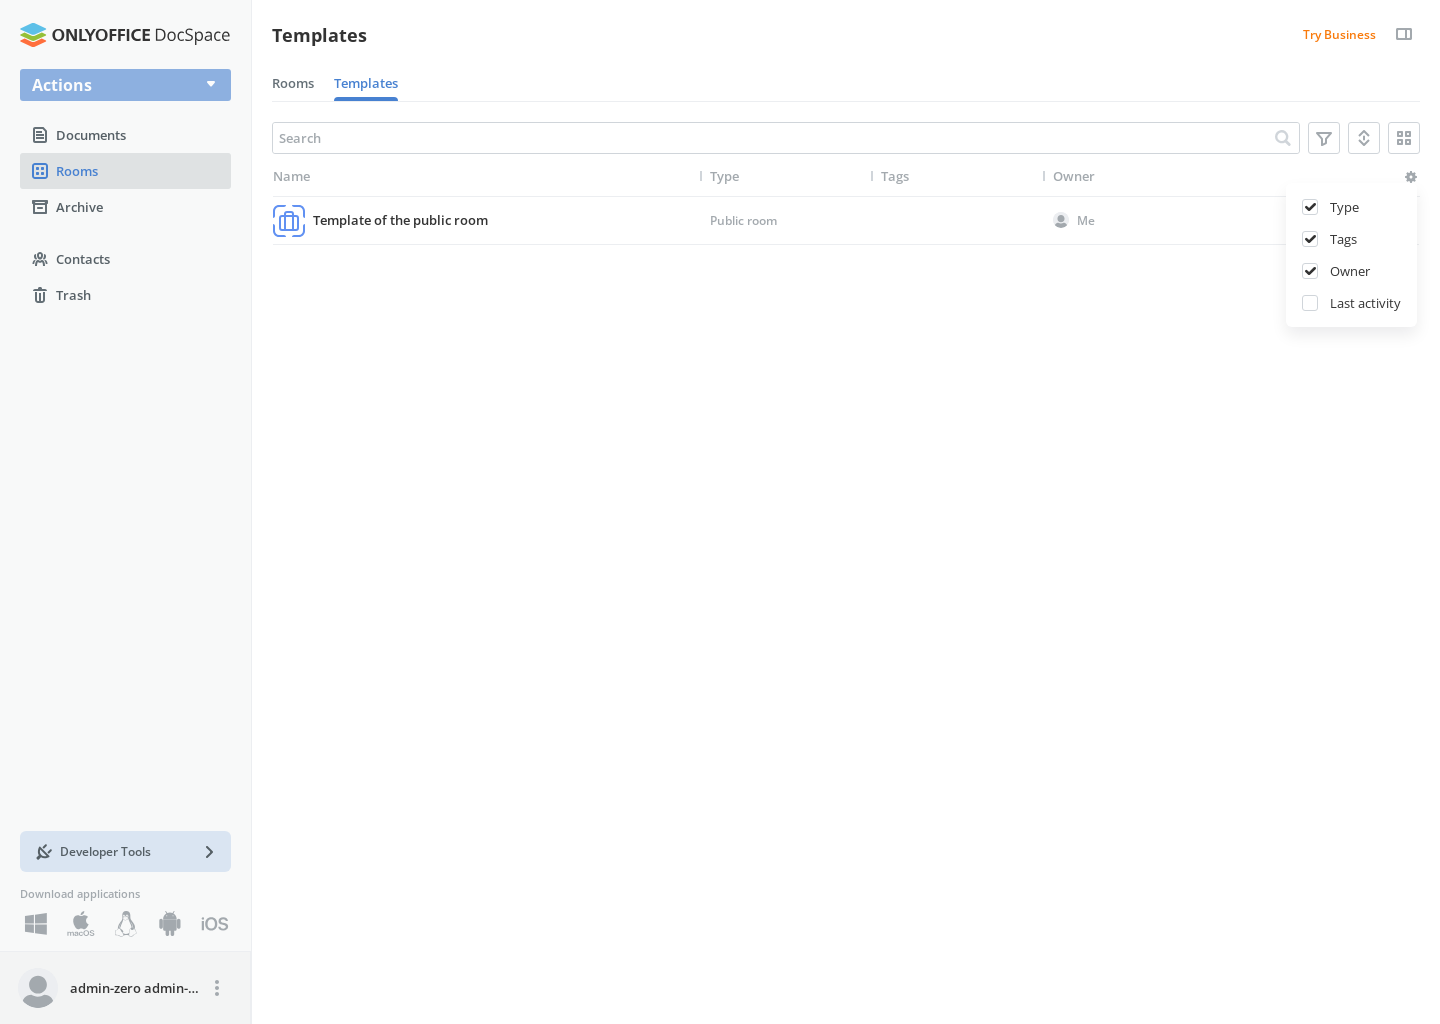 ONLYOFFICE DocSpace
Actions
Documents
Rooms
Archive
Contacts
Trash
Developer Tools
Download applications
macOS
iOS
admin-zero admin-...
Templates
Try Business
Rooms
Templates
Search
Name
Type
Tags
Owner
Template of the public room
Public room
Me
Type
Tags
Owner
Last activity